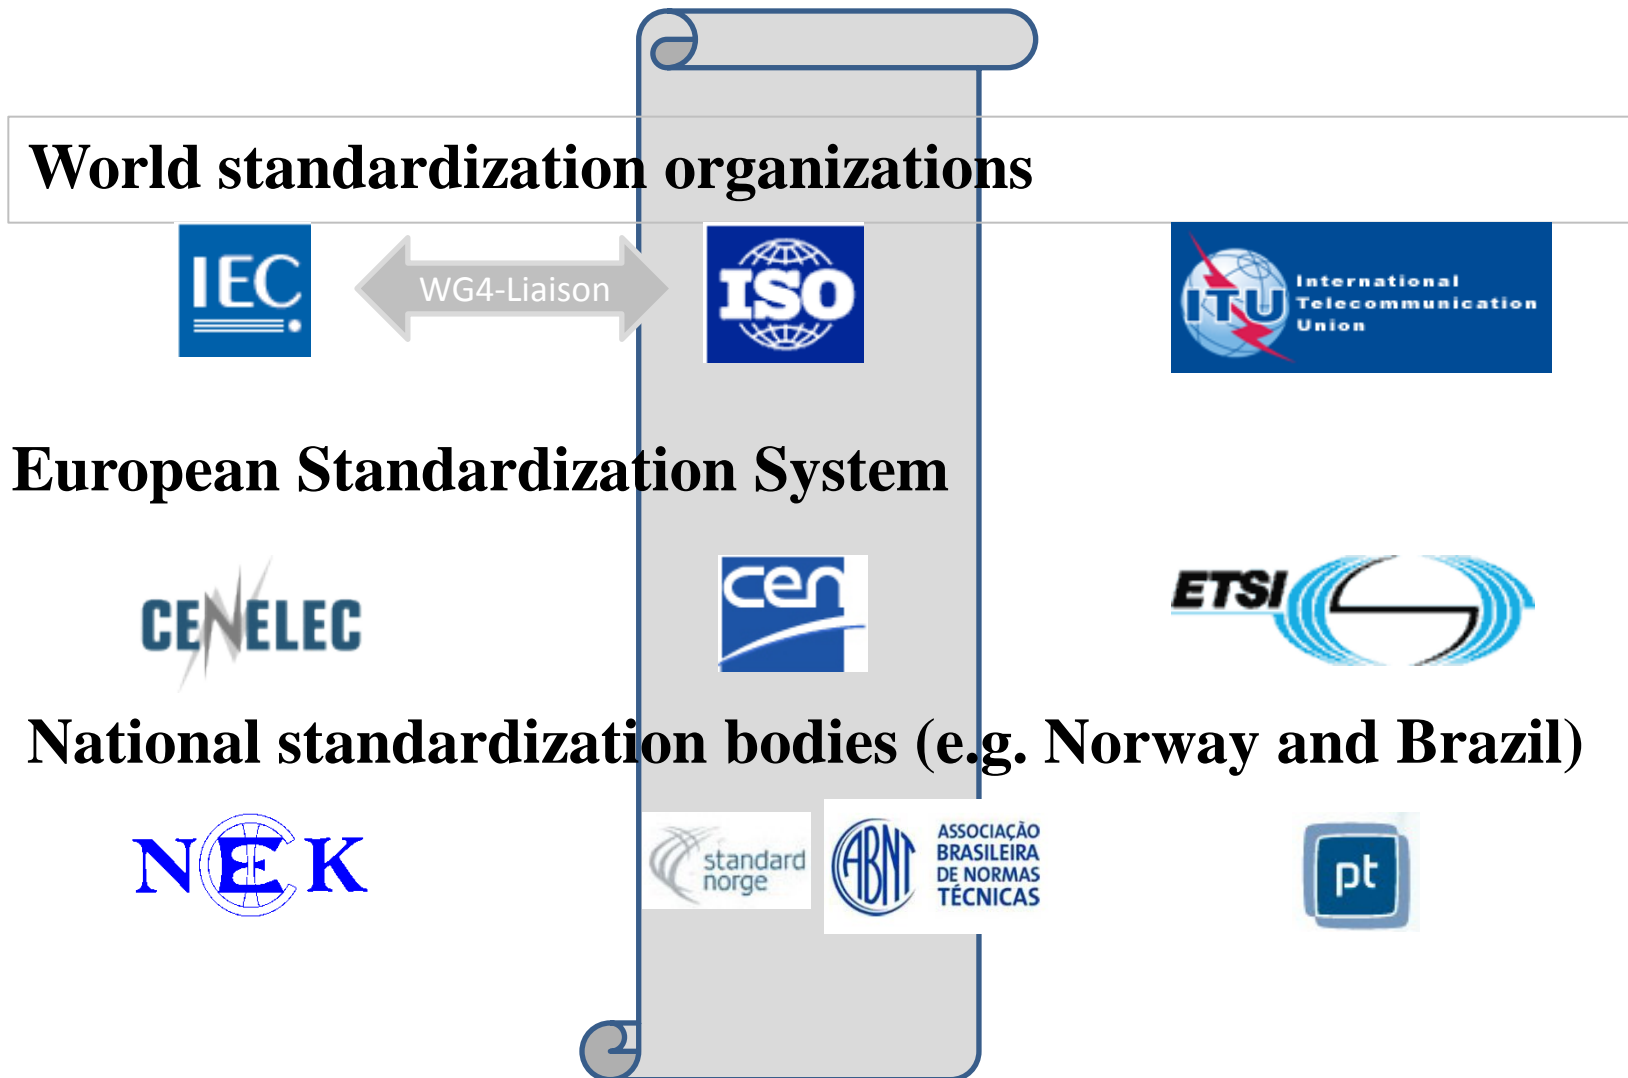 World standardization organizations
IEC
WG4-Liaison
ISO
ITU
International
Telecommunication
Union
European Standardization System
CENELEC
cen
ETSI
National standardization bodies (e.g. Norway and Brazil)
NEK
standard
norge
ABNT
ASSOCIAÇÃO
BRASILEIRA
DE NORMAS
TÉCNICAS
pt